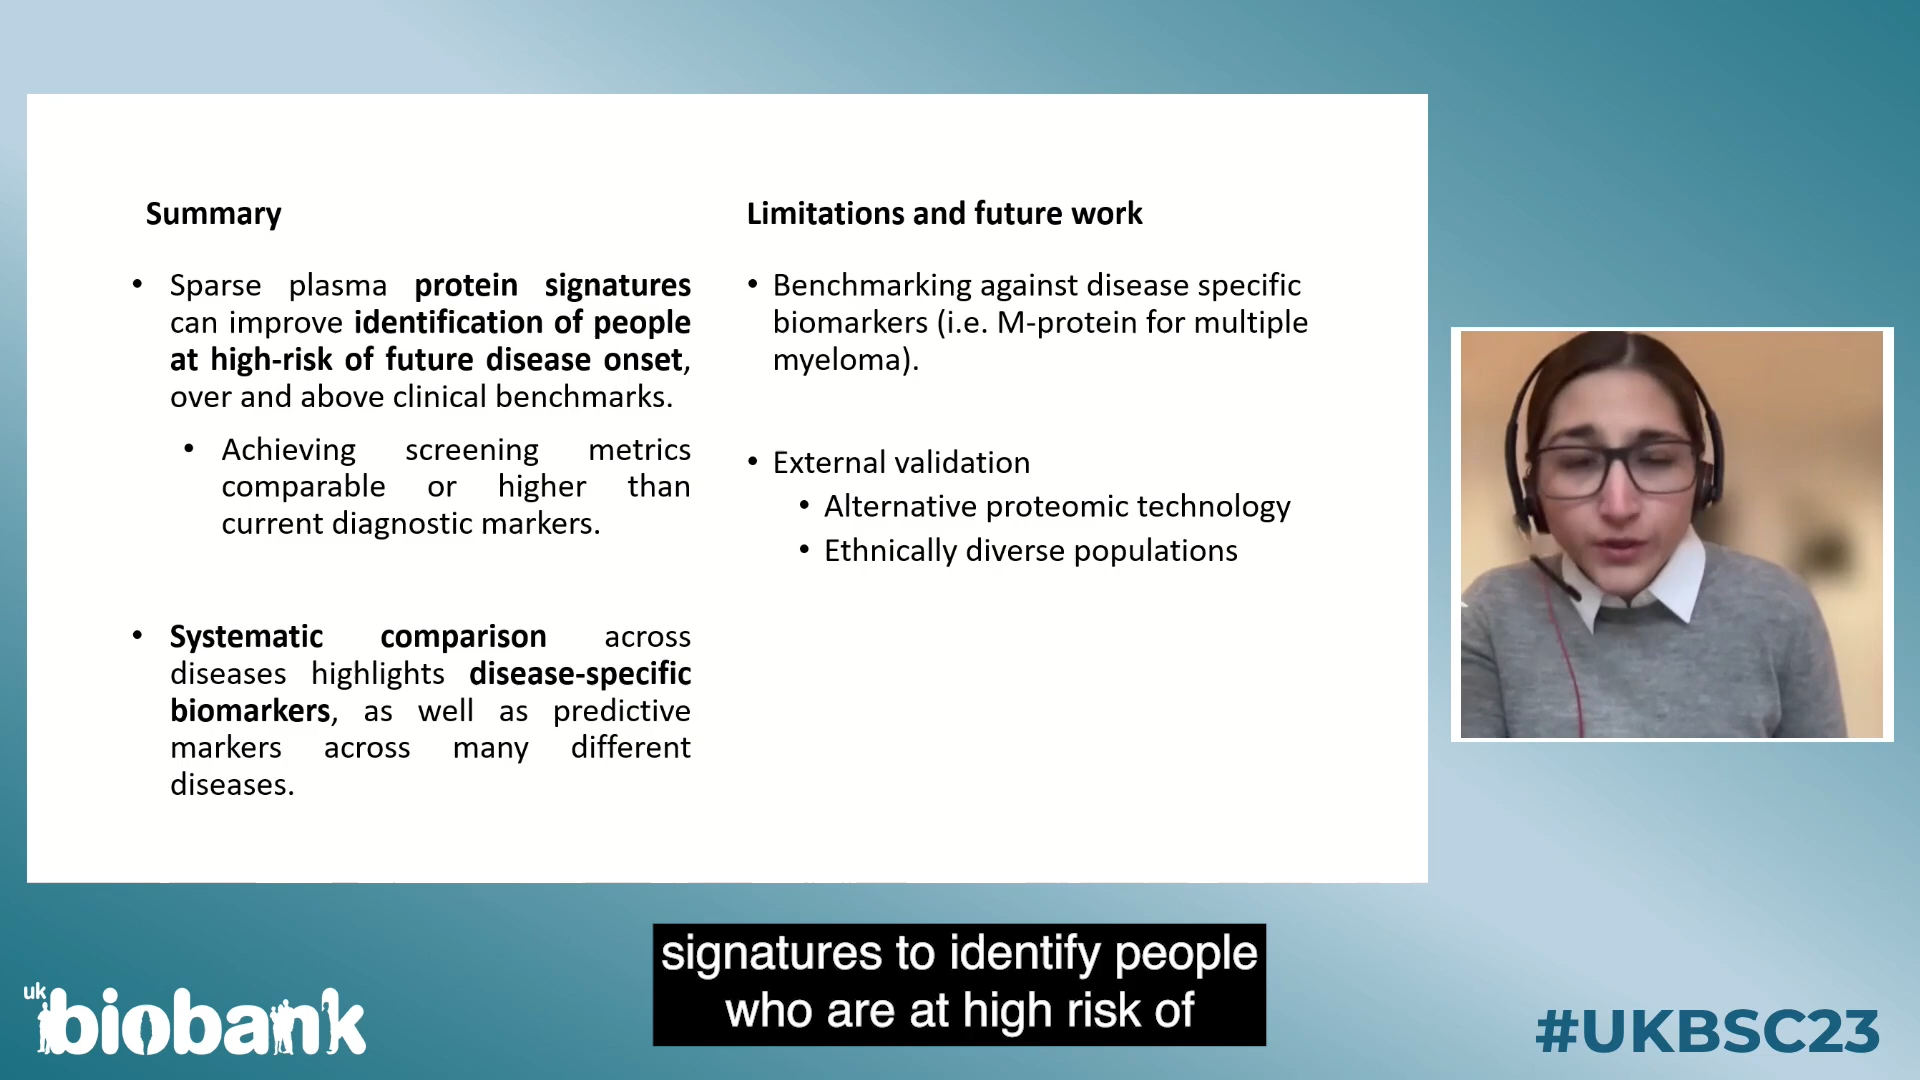 Summary
• Sparse plasma protein signatures
can improve identification of people
at high-risk of future disease onset,
over and above clinical benchmarks.
• Achieving screening metrics
comparable or higher than
current diagnostic markers.
• Systematic comparison across
diseases highlights disease-specific
biomarkers, as well as predictive
markers across many different
diseases.
Limitations and future work
• Benchmarking against disease specific
biomarkers (i.e. M-protein for multiple
myeloma).
• External validation
• Alternative proteomic technology
• Ethnically diverse populations
signatures to identify people
who are at high risk of
uk
biobank
#UKBSC23